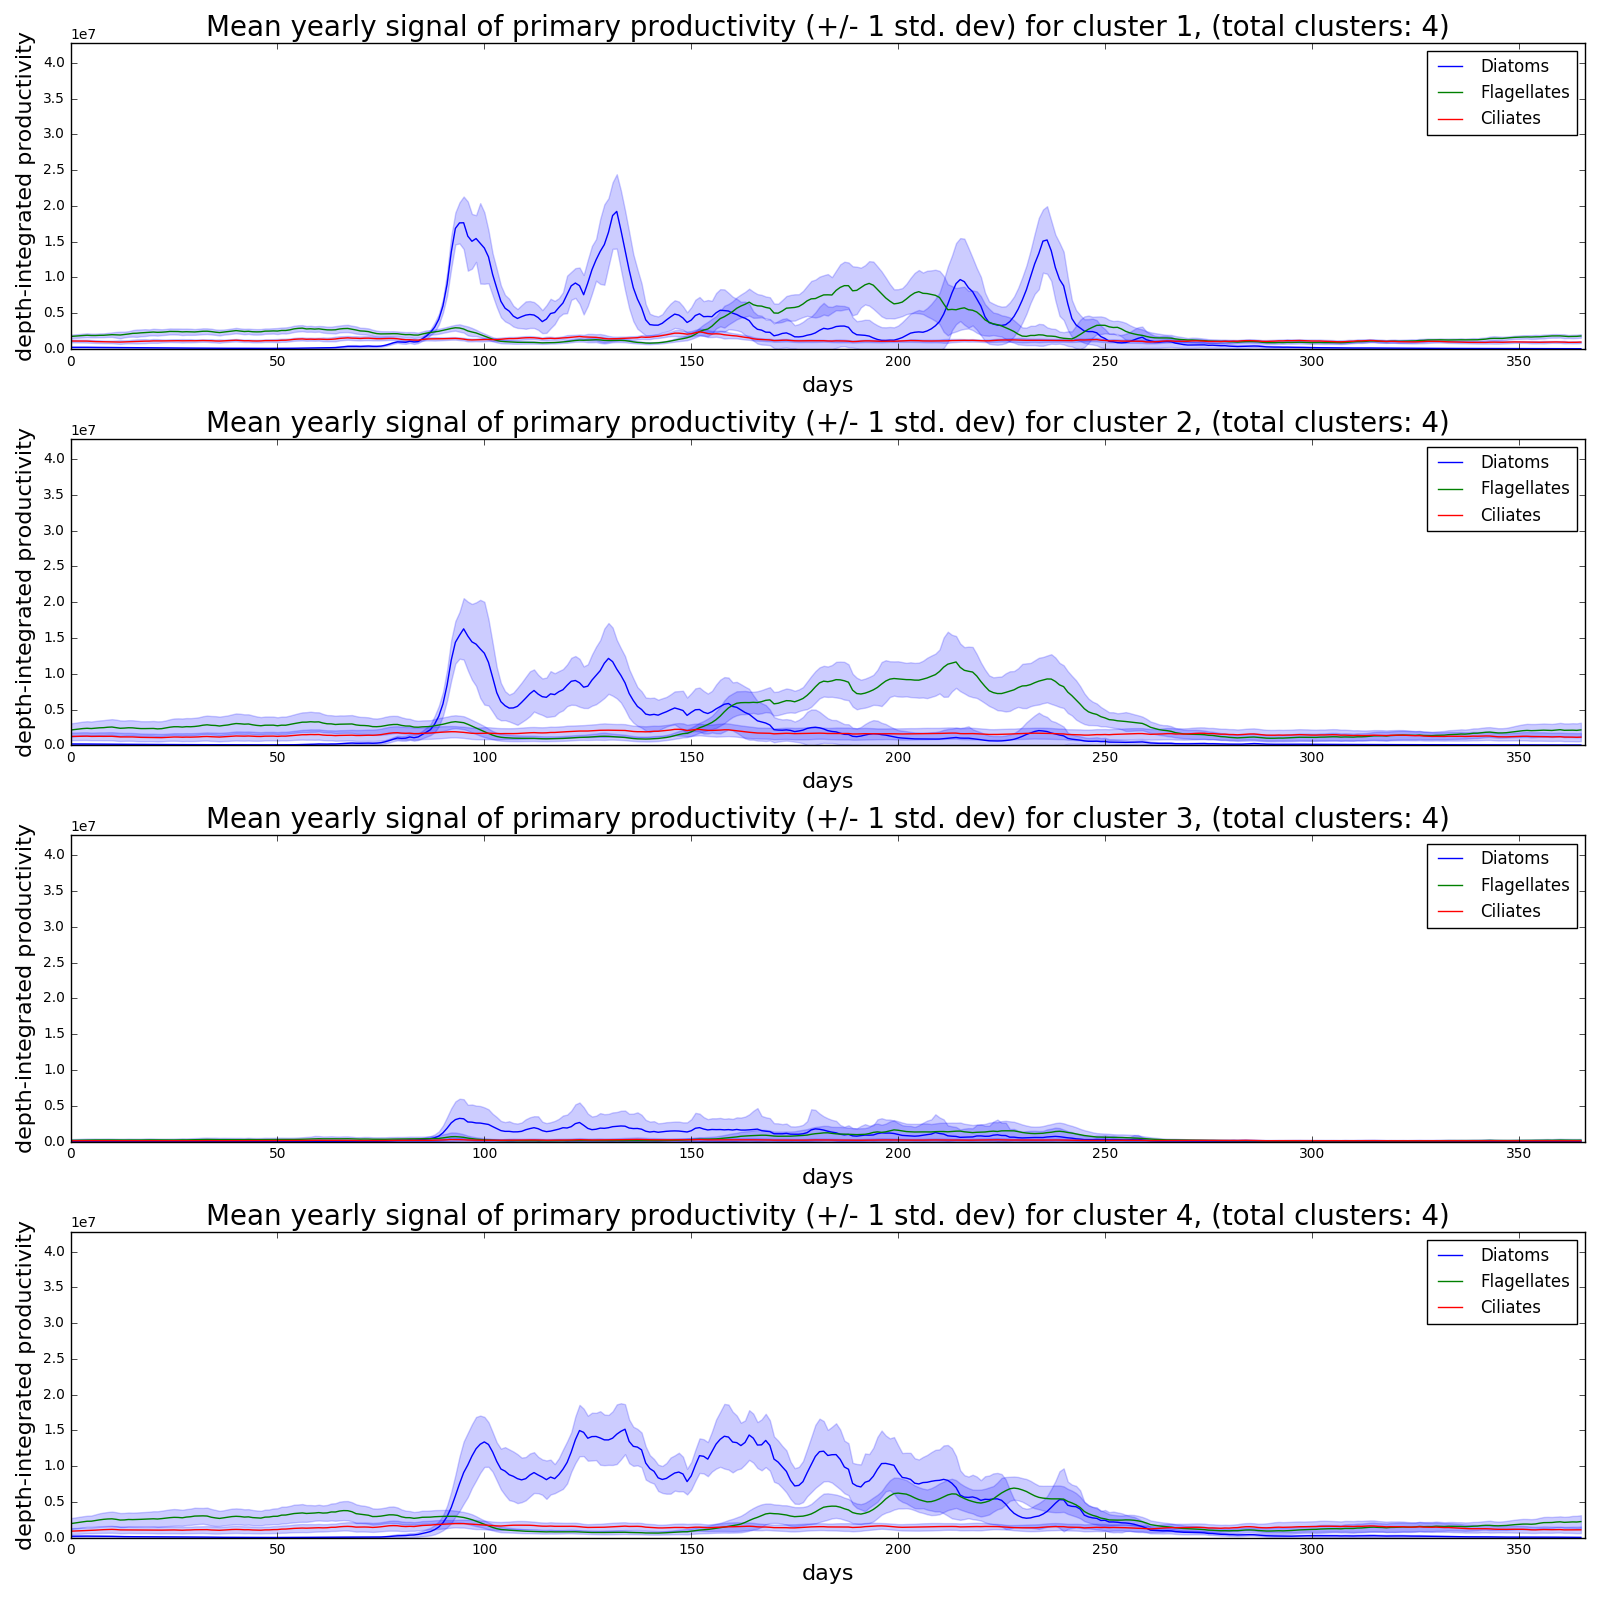 Mean yearly signal of primary productivity (+/- 1 std. dev) for cluster 1, (total clusters: 4)
1e7
depth-integrated productivity
4.0
3.5
3.0
2.5
2.0
1.5
1.0
0.5
0.0
Diatoms
Flagellates
Ciliates
0 50 100 150 200 250 300 350
days
Mean yearly signal of primary productivity (+/- 1 std. dev) for cluster 2, (total clusters: 4)
1e7
depth-integrated productivity
4.0
3.5
3.0
2.5
2.0
1.5
1.0
0.5
0.0
Diatoms
Flagellates
Ciliates
0 50 100 150 200 250 300 350
days
Mean yearly signal of primary productivity (+/- 1 std. dev) for cluster 3, (total clusters: 4)
1e7
depth-integrated productivity
4.0
3.5
3.0
2.5
2.0
1.5
1.0
0.5
0.0
Diatoms
Flagellates
Ciliates
0 50 100 150 200 250 300 350
days
Mean yearly signal of primary productivity (+/- 1 std. dev) for cluster 4, (total clusters: 4)
1e7
depth-integrated productivity
4.0
3.5
3.0
2.5
2.0
1.5
1.0
0.5
0.0
Diatoms
Flagellates
Ciliates
0 50 100 150 200 250 300 350
days